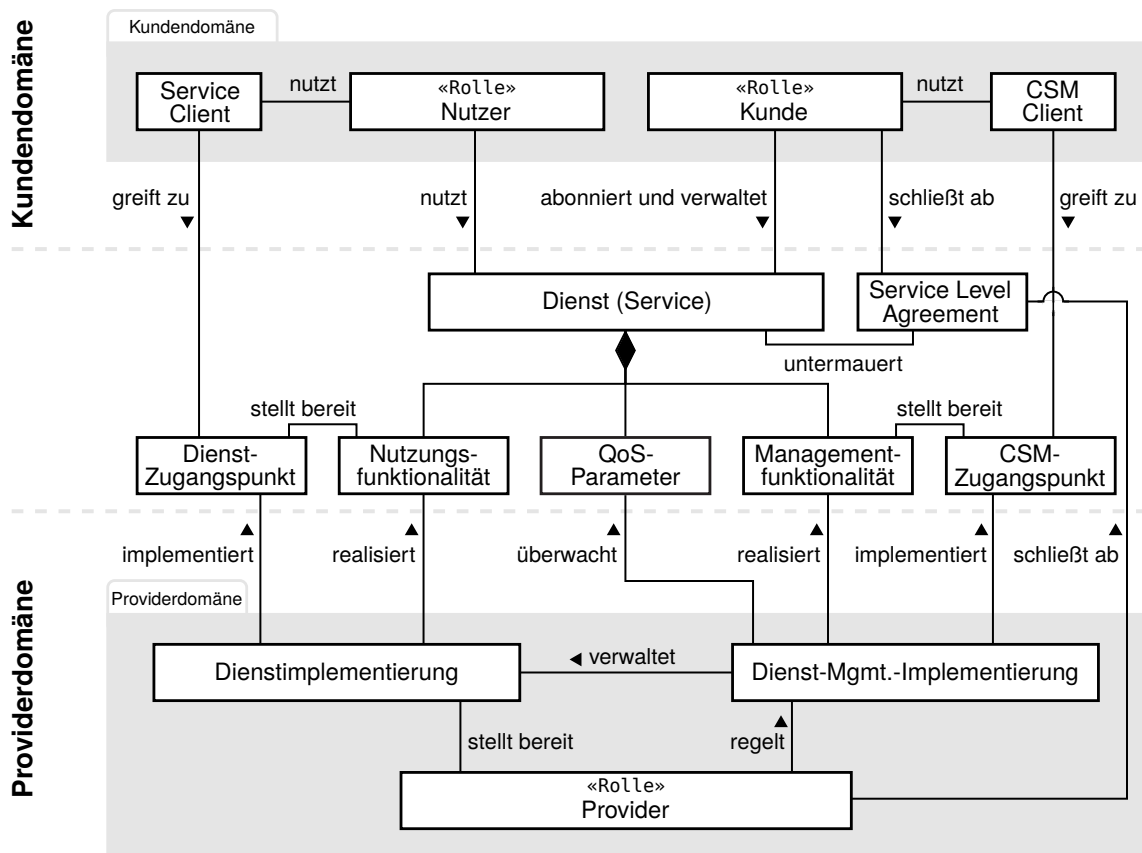 Kundendomäne
Kundendomäne
Service
Client
nutzt
«Rolle»
Nutzer
«Rolle»
Kunde
nutzt
CSM
Client
greift zu
nutzt
abonniert und verwaltet
schließt ab
greift zu
Dienst (Service)
Service Level
Agreement
untermauert
stellt bereit
stellt bereit
Dienst-
Zugangspunkt
Nutzungs-
funktionalität
QoS-
Parameter
Management-
funktionalität
CSM-
Zugangspunkt
implementiert
realisiert
überwacht
realisiert
implementiert
schließt ab
Providerdomäne
Providerdomäne
Dienstimplementierung
verwaltet
Dienst-Mgmt.-Implementierung
stellt bereit
regelt
«Rolle»
Provider